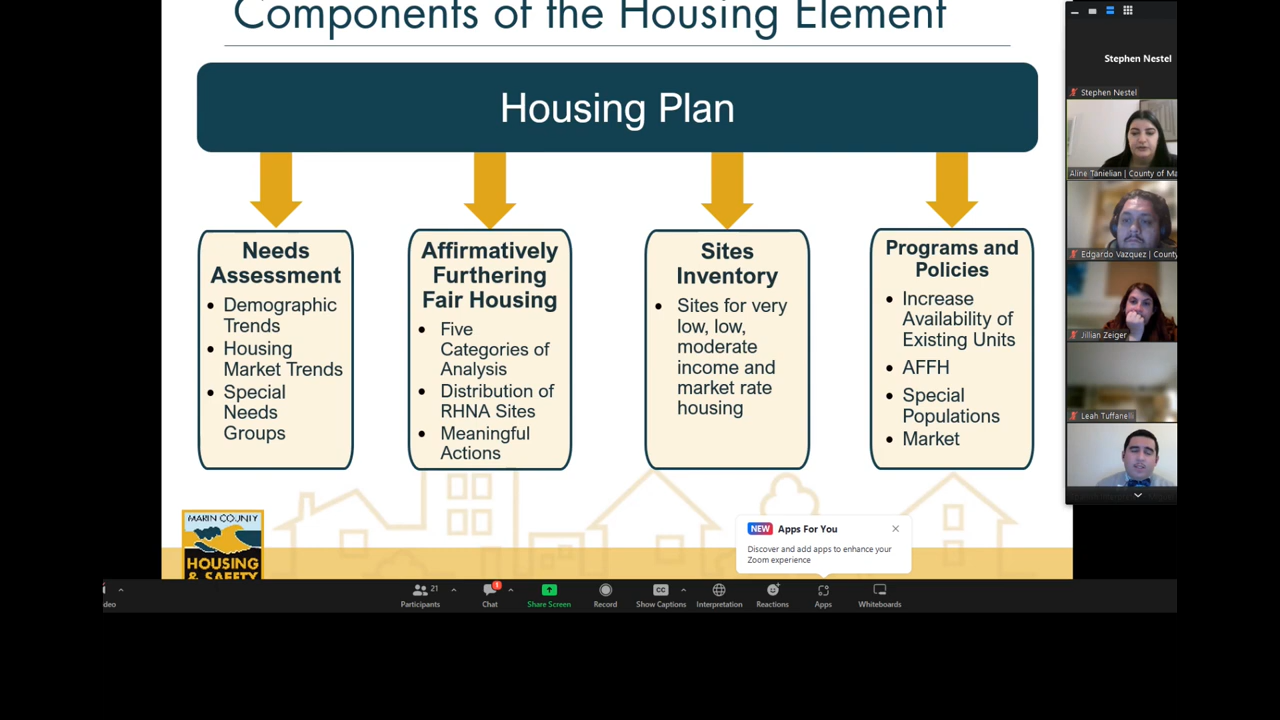 Components of the Housing Element
Stephen Nestel
Stephen Nestel
Housing Plan
Aline Tanielian | County of Ma
Needs
Assessment
• Demographic
Trends
• Housing
Market Trends
• Special
Needs
Groups
Affirmatively
Furthering
Fair Housing
• Five
Categories of
Analysis
• Distribution of
RHNA Sites
• Meaningful
Actions
Sites
Inventory
• Sites for very
low, low,
moderate
income and
market rate
housing
Programs and
Policies
• Increase
Availability of
Existing Units
• AFFH
• Special
Populations
• Market
Edgardo Vazquez | County
Jillian Zeiger
Leah Tuffanelli
MARIN COUNTY
HOUSING
& SAFETY
NEW Apps For You
Discover and add apps to enhance your
Zoom experience
deo
21
Participants
1
Chat
Share Screen
Record
CC
Show Captions
Interpretation
Reactions
Apps
Whiteboards